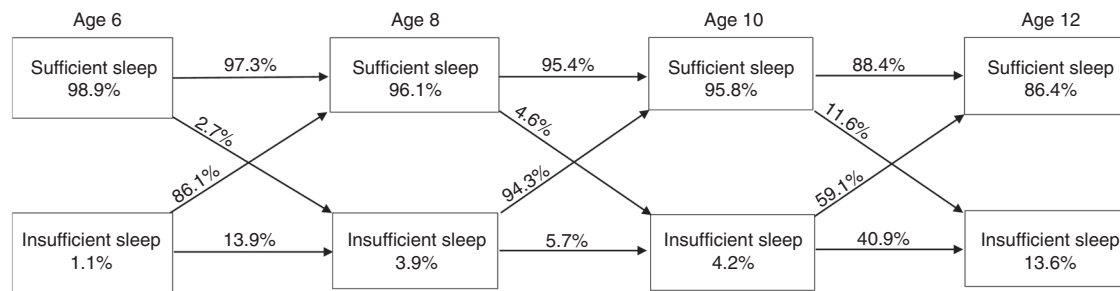 Age 6
Age 8
Age 10
Age 12
Sufficient sleep
98.9%
97.3%
Sufficient sleep
96.1%
95.4%
Sufficient sleep
95.8%
88.4%
Sufficient sleep
86.4%
2.7%
86.1%
4.6%
94.3%
11.6%
59.1%
Insufficient sleep
1.1%
13.9%
Insufficient sleep
3.9%
5.7%
Insufficient sleep
4.2%
40.9%
Insufficient sleep
13.6%